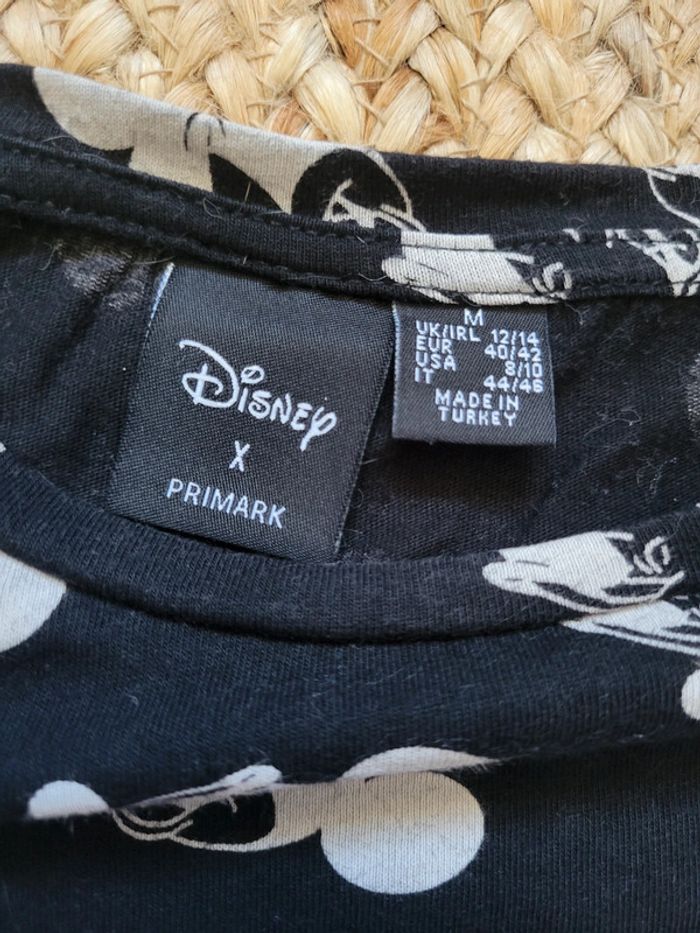 Disney
X
PRIMARK
M
UK/IRL 12/14
EUR 40/42
USA 8/10
IT 44/46
MADE IN
TURKEY